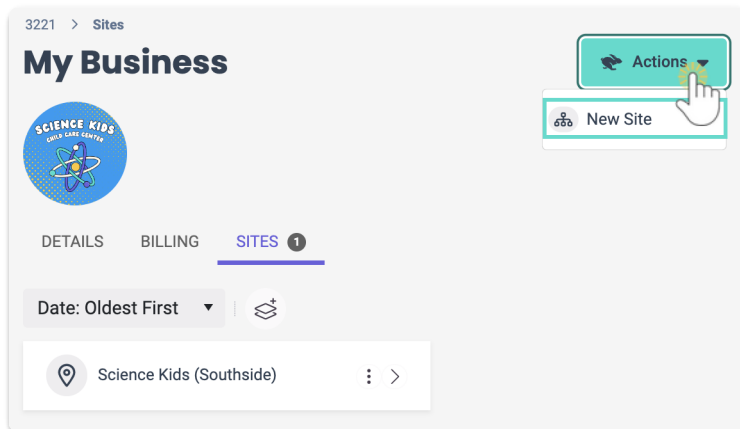 3221 > Sites
My Business
Actions
New Site
SCIENCE KIDS
CHILD CARE CENTER
DETAILS BILLING SITES 1
Date: Oldest First
Science Kids (Southside)